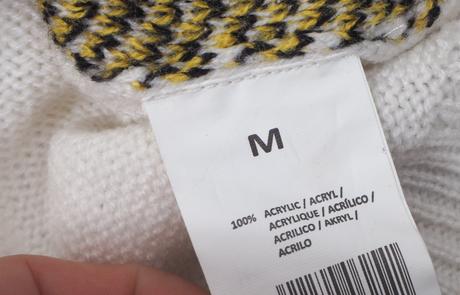 M
100% ACRYLIC / ACRYL /
ACRYLIQUE / ACRÍLICO /
ACRILICO / AKRYL /
ACRILO